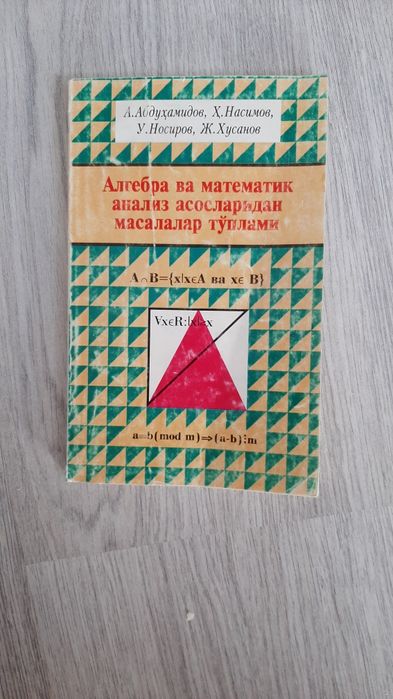 А.Абдуҳамидов, Ҳ.Насимов,
У.Носиров, Ж.Хусанов
Алгебра ва математик
анализ асосларидан
масалалар тўплами
A∩B={x|x∈A ва x∈B}
∀x∈R:|x|≥x
a≡b(mod m)⇒(a-b)⋮m